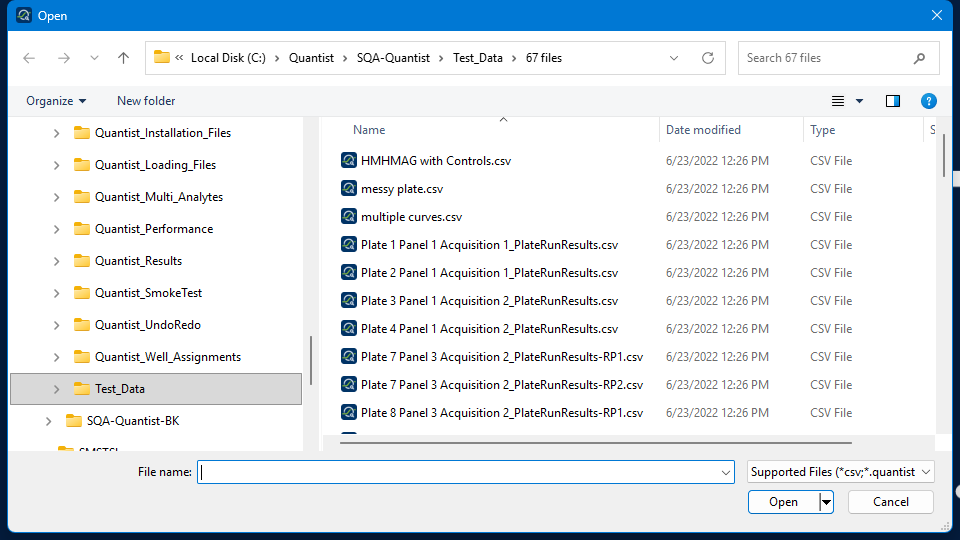 Open
« Local Disk (C:) > Quantist > SQA-Quantist > Test_Data > 67 files
Search 67 files
Organize
New folder
?
Quantist_Installation_Files
Quantist_Loading_Files
Quantist_Multi_Analytes
Quantist_Performance
Quantist_Results
Quantist_SmokeTest
Quantist_UndoRedo
Quantist_Well_Assignments
Test_Data
SQA-Quantist-BK
Name Date modified Type S
HMHMAG with Controls.csv 6/23/2022 12:26 PM CSV File
messy plate.csv 6/23/2022 12:26 PM CSV File
multiple curves.csv 6/23/2022 12:26 PM CSV File
Plate 1 Panel 1 Acquisition 1_PlateRunResults.csv 6/23/2022 12:26 PM CSV File
Plate 2 Panel 1 Acquisition 1_PlateRunResults.csv 6/23/2022 12:26 PM CSV File
Plate 3 Panel 1 Acquisition 2_PlateRunResults.csv 6/23/2022 12:26 PM CSV File
Plate 4 Panel 1 Acquisition 2_PlateRunResults.csv 6/23/2022 12:26 PM CSV File
Plate 7 Panel 3 Acquisition 2_PlateRunResults-RP1.csv 6/23/2022 12:26 PM CSV File
Plate 7 Panel 3 Acquisition 2_PlateRunResults-RP2.csv 6/23/2022 12:26 PM CSV File
Plate 8 Panel 3 Acquisition 2_PlateRunResults-RP1.csv 6/23/2022 12:26 PM CSV File
File name:
Supported Files (*csv;*.quantist
Open
Cancel